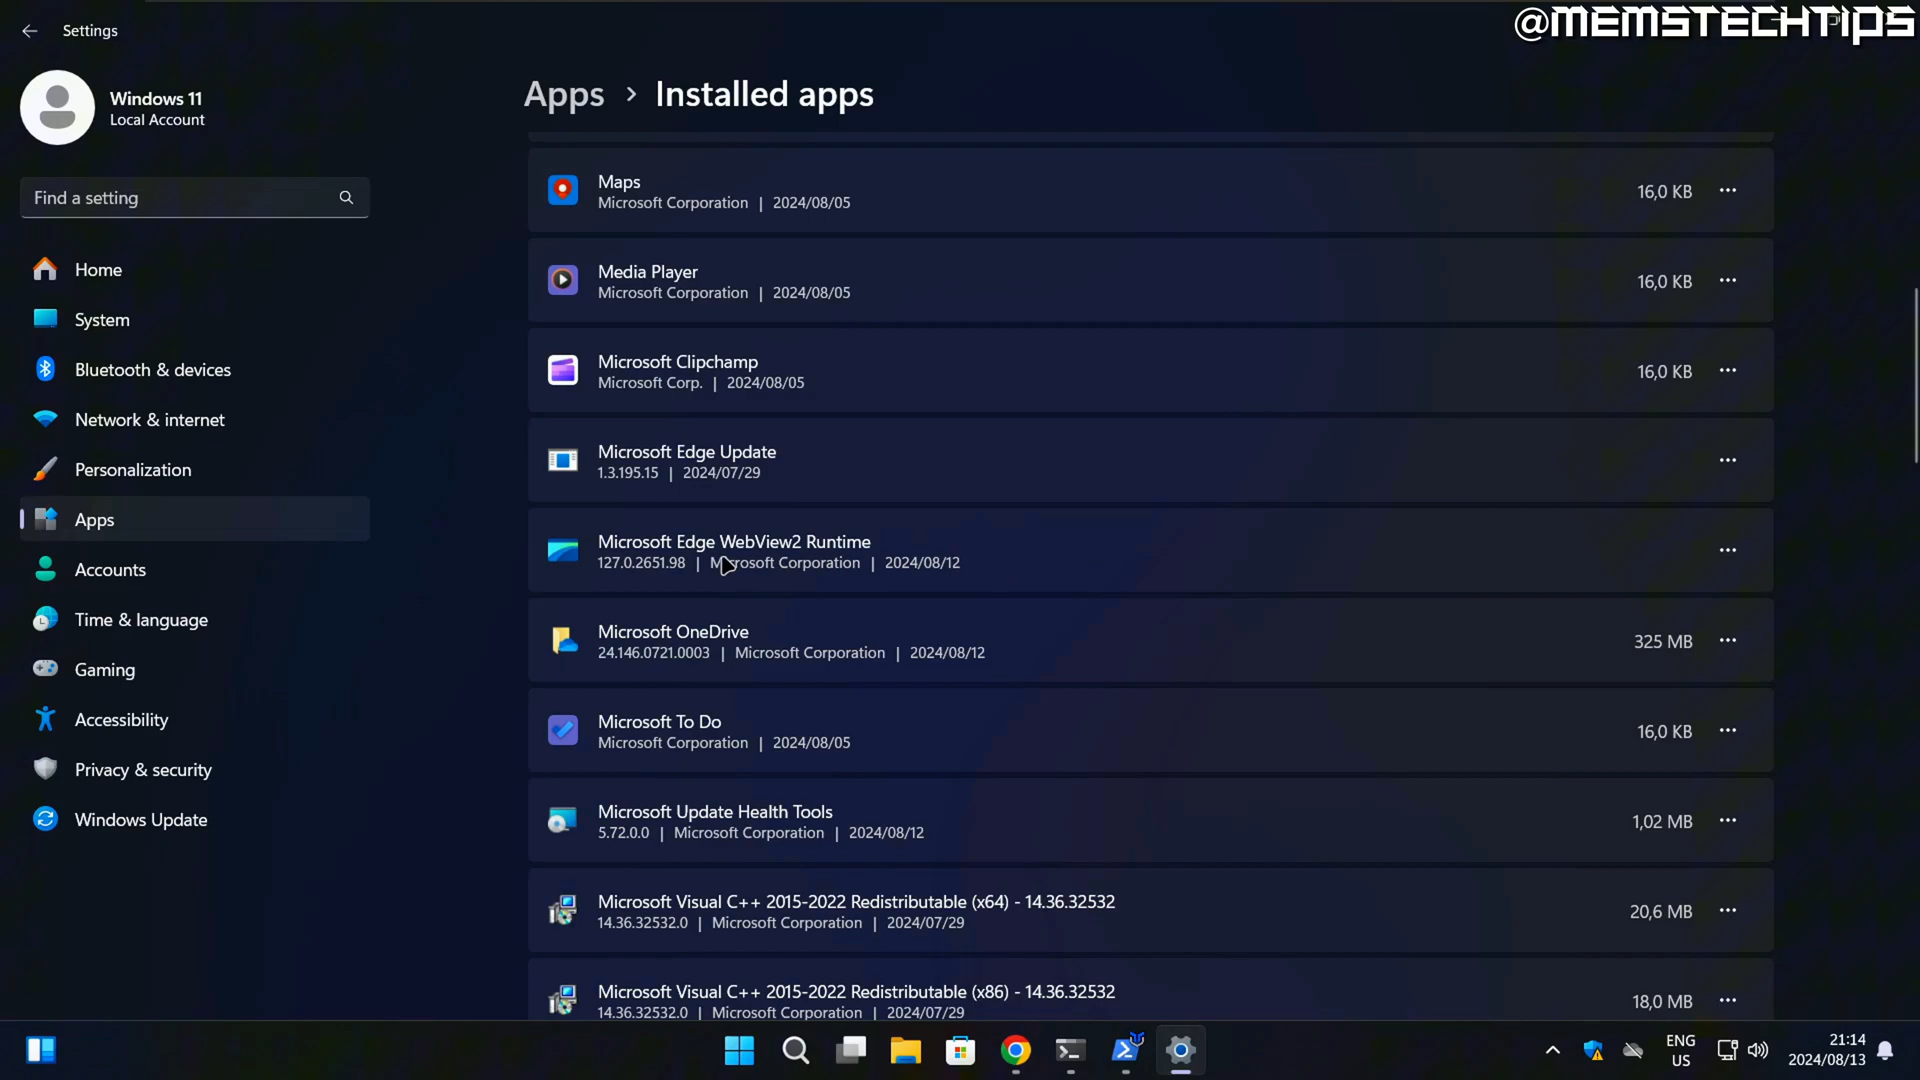 Settings
@MEMSTECHTIPS
Windows 11
Local Account
Find a setting
Home
System
Bluetooth & devices
Network & internet
Personalization
Apps
Accounts
Time & language
Gaming
Accessibility
Privacy & security
Windows Update
Apps > Installed apps
Maps
Microsoft Corporation | 2024/08/05
16,0 KB
Media Player
Microsoft Corporation | 2024/08/05
16,0 KB
Microsoft Clipchamp
Microsoft Corp. | 2024/08/05
16,0 KB
Microsoft Edge Update
1.3.195.15 | 2024/07/29
Microsoft Edge WebView2 Runtime
127.0.2651.98 | Microsoft Corporation | 2024/08/12
Microsoft OneDrive
24.146.0721.0003 | Microsoft Corporation | 2024/08/12
325 MB
Microsoft To Do
Microsoft Corporation | 2024/08/05
16,0 KB
Microsoft Update Health Tools
5.72.0.0 | Microsoft Corporation | 2024/08/12
1,02 MB
Microsoft Visual C++ 2015-2022 Redistributable (x64) - 14.36.32532
14.36.32532.0 | Microsoft Corporation | 2024/07/29
20,6 MB
Microsoft Visual C++ 2015-2022 Redistributable (x86) - 14.36.32532
14.36.32532.0 | Microsoft Corporation | 2024/07/29
18,0 MB
ENG
US
21:14
2024/08/13